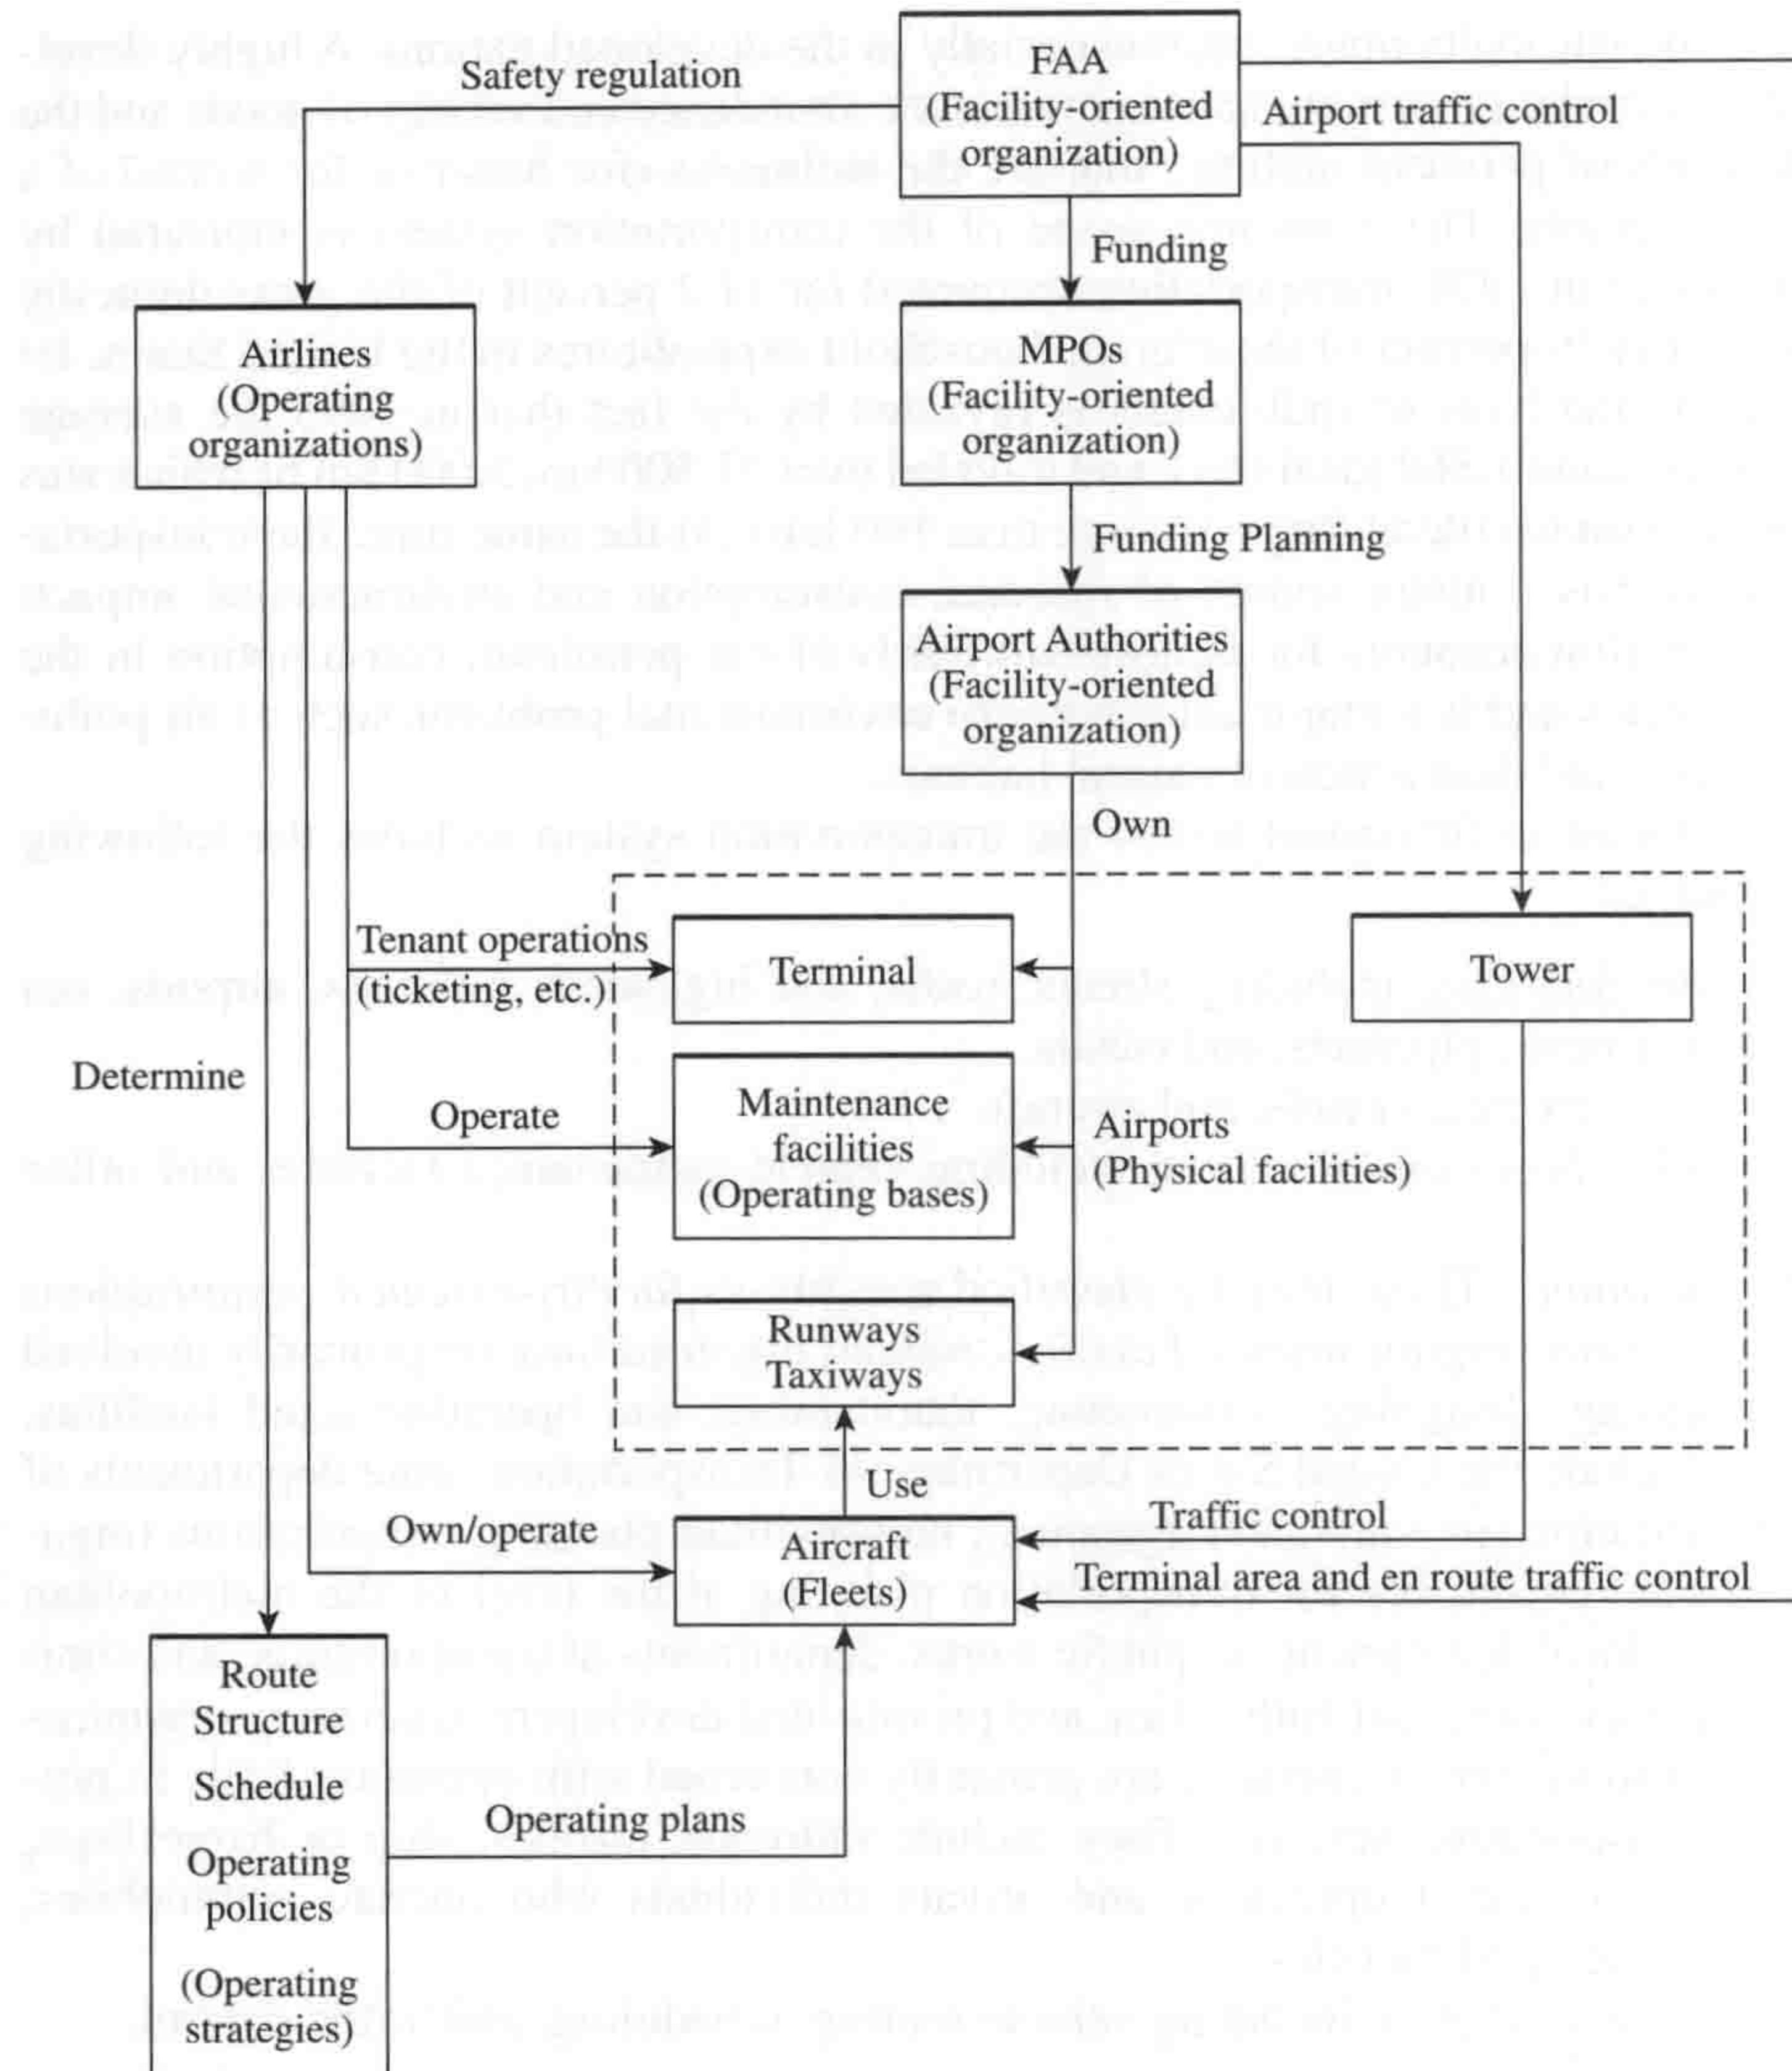 FAA
(Facility-oriented
organization)
Safety regulation
Airport traffic control
Funding
Airlines
(Operating
organizations)
MPOs
(Facility-oriented
organization)
Funding Planning
Airport Authorities
(Facility-oriented
organization)
Own
Tenant operations
(ticketing, etc.)
Terminal
Tower
Determine
Operate
Maintenance
facilities
(Operating bases)
Airports
(Physical facilities)
Runways
Taxiways
Use
Own/operate
Aircraft
(Fleets)
Traffic control
Terminal area and en route traffic control
Route
Structure
Schedule
Operating
policies
(Operating
strategies)
Operating plans